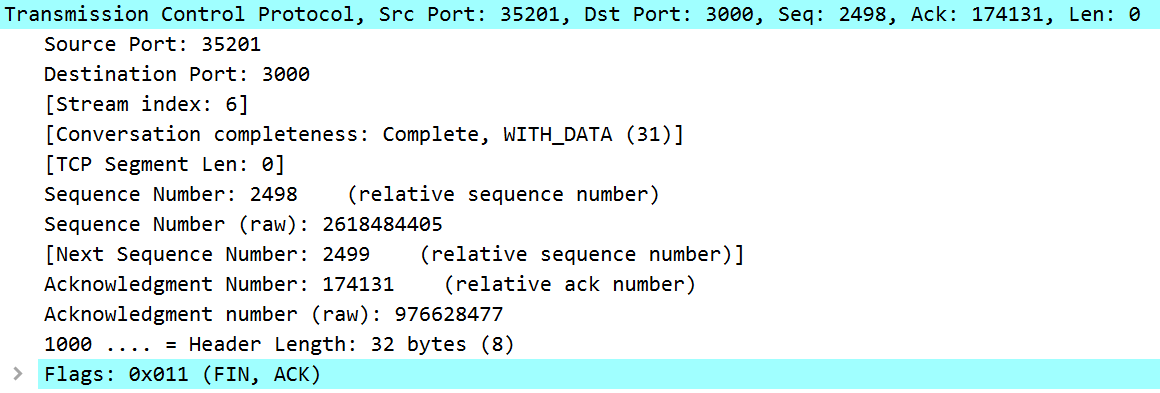 Transmission Control Protocol, Src Port: 35201, Dst Port: 3000, Seq: 2498, Ack: 174131, Len: 0
Source Port: 35201
Destination Port: 3000
[Stream index: 6]
[Conversation completeness: Complete, WITH_DATA (31)]
[TCP Segment Len: 0]
Sequence Number: 2498    (relative sequence number)
Sequence Number (raw): 2618484405
[Next Sequence Number: 2499    (relative sequence number)]
Acknowledgment Number: 174131    (relative ack number)
Acknowledgment number (raw): 976628477
1000 .... = Header Length: 32 bytes (8)
Flags: 0x011 (FIN, ACK)